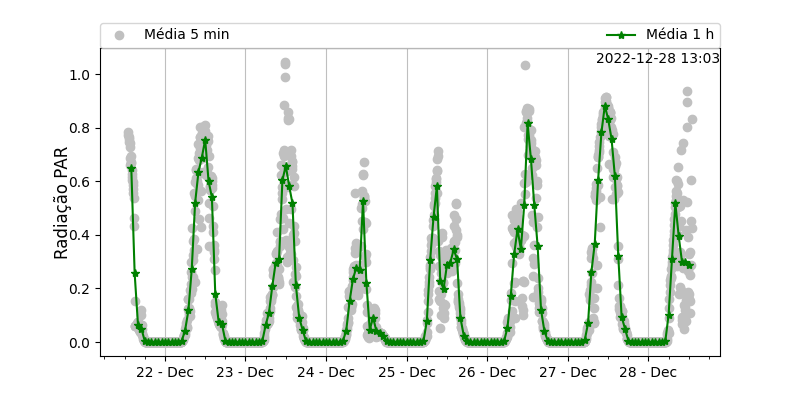 Média 5 min
Média 1 h
2022-12-28 13:03
Radiação PAR
1.0
0.8
0.6
0.4
0.2
0.0
22 - Dec
23 - Dec
24 - Dec
25 - Dec
26 - Dec
27 - Dec
28 - Dec